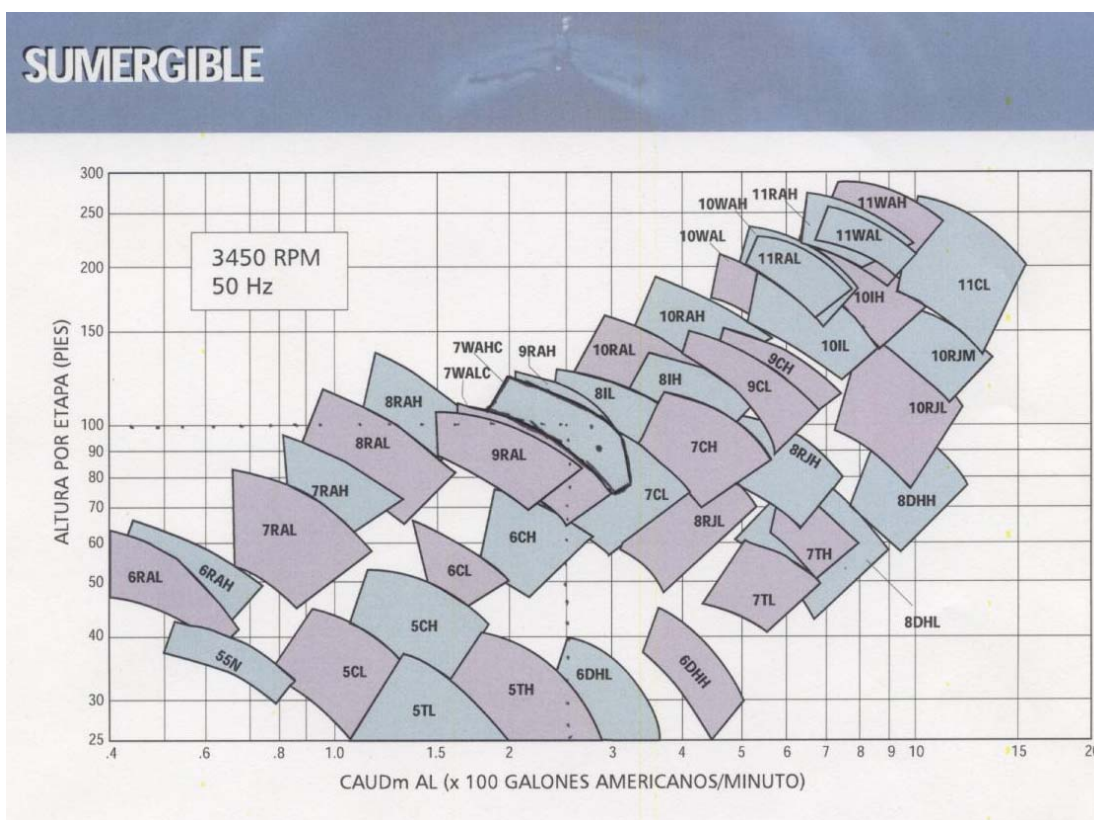 SUMERGIBLE
3450 RPM
50 Hz
ALTURA POR ETAPA (PIES)
300
250
200
150
100
90
80
70
60
50
40
30
25
11RAH
10WAH
11WAH
10WAL
11WAL
11RAL
11CL
10IH
10RAH
10IL
10RJM
7WAHC
9RAH
10RAL
9CH
7WALC
8IH
9CL
8IL
8RAH
10RJL
8RAL
9RAL
7CH
8RJH
7RAH
7CL
8DHH
7RAL
6CH
8RJL
7TH
6RAL
6RAH
6CL
7TL
8DHL
5CH
55N
5CL
5TH
6DHL
6DHH
5TL
.4 .6 .8 1.0 1.5 2 3 4 5 6 7 8 9 10 15 20
CAUDm AL (x 100 GALONES AMERICANOS/MINUTO)